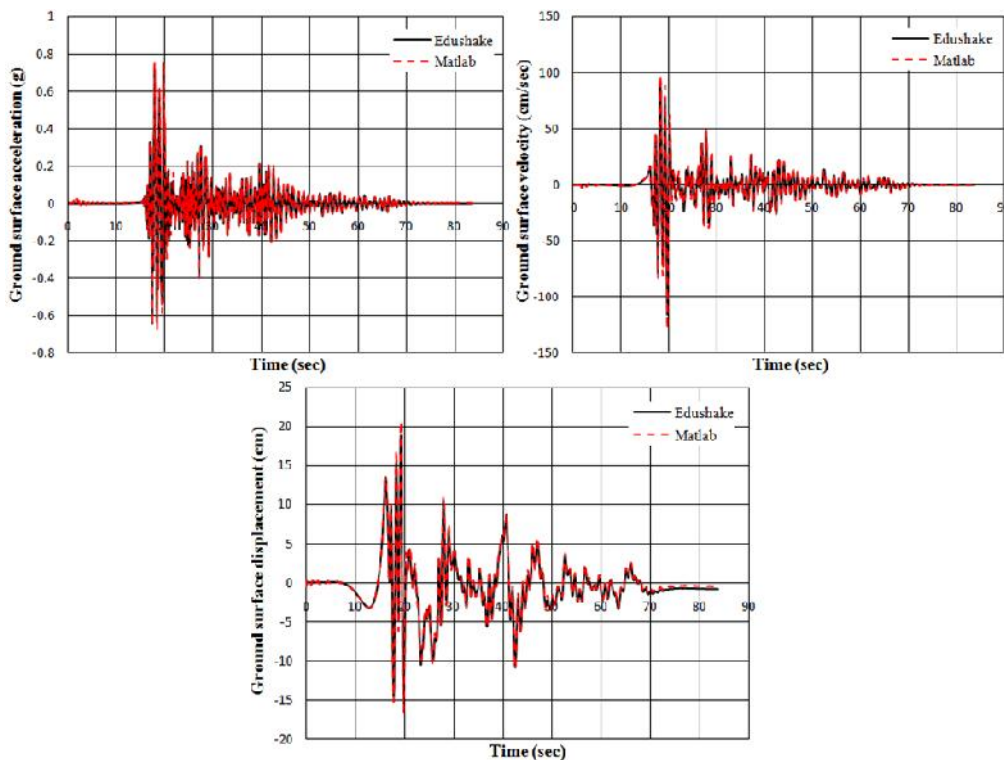 Ground surface acceleration (g)
1
0.8
0.6
0.4
0.2
0
-0.2
-0.4
-0.6
-0.8
0 10 20 30 40 50 60 70 80 90
Time (sec)
Edushake
Matlab
Ground surface velocity (cm/sec)
150
100
50
0
-50
-100
-150
0 10 20 30 40 50 60 70 80 90
Time (sec)
Edushake
Matlab
Ground surface displacement (cm)
25
20
15
10
5
0
-5
-10
-15
-20
0 10 20 30 40 50 60 70 80 90
Time (sec)
Edushake
Matlab